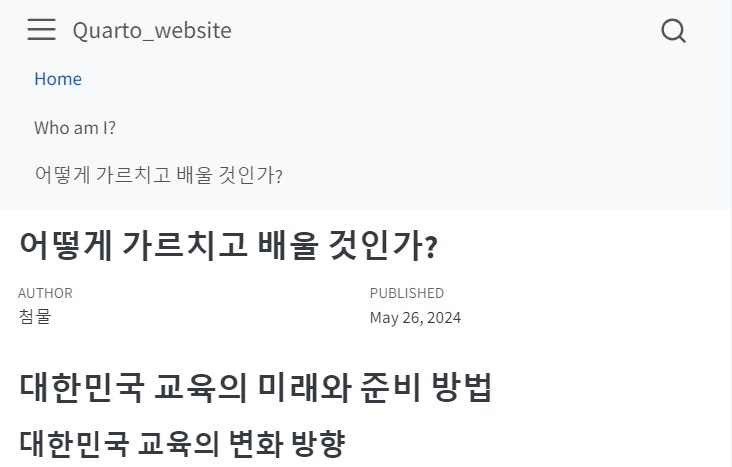 Quarto_website
Home
Who am I?
어떻게 가르치고 배울 것인가?
어떻게 가르치고 배울 것인가?
AUTHOR PUBLISHED
첨물 May 26, 2024
대한민국 교육의 미래와 준비 방법
대한민국 교육의 변화 방향